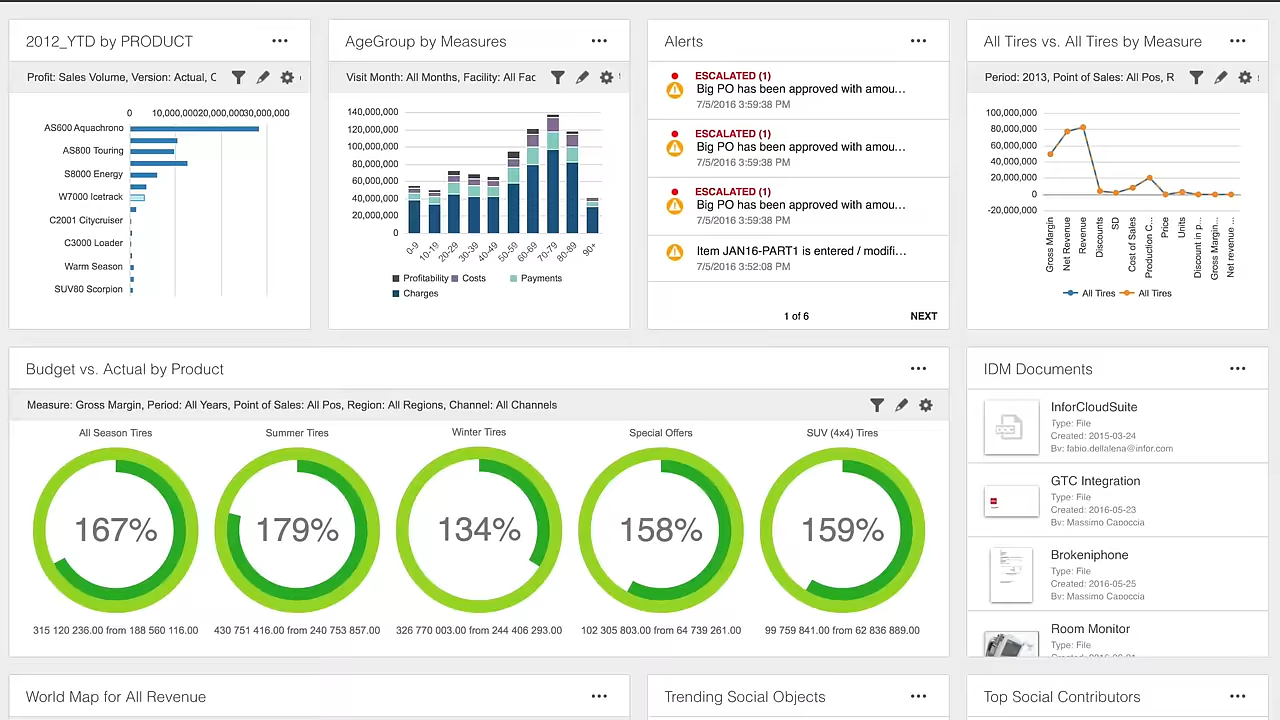 2012_YTD by PRODUCT
Profit: Sales Volume, Version: Actual, C
0 10,000,00020,000,00030,000,000
AS600 Aquachrono
AS800 Touring
S8000 Energy
W7000 Icetrack
C2001 Citycruiser
C3000 Loader
Warm Season
SUV80 Scorpion
AgeGroup by Measures
Visit Month: All Months, Facility: All Fac
140,000,000
120,000,000
100,000,000
80,000,000
60,000,000
40,000,000
20,000,000
0
0-9 10-19 20-29 30-39 40-49 50-59 60-69 70-79 80-89 90+
Profitability Costs Payments
Charges
Alerts
ESCALATED (1)
Big PO has been approved with amou...
7/5/2016 3:59:38 PM
ESCALATED (1)
Big PO has been approved with amou...
7/5/2016 3:59:38 PM
ESCALATED (1)
Big PO has been approved with amou...
7/5/2016 3:59:38 PM
Item JAN16-PART1 is entered / modifi...
7/5/2016 3:52:08 PM
1 of 6 NEXT
All Tires vs. All Tires by Measure
Period: 2013, Point of Sales: All Pos, R
100,000,000
80,000,000
60,000,000
40,000,000
20,000,000
0
-20,000,000
Gross Margin
Net Revenue
Revenue
Discounts
SD
Cost of Sales
Production C...
Price
Units
Discount in p...
Gross Margin...
Net revenue...
All Tires All Tires
Budget vs. Actual by Product
Measure: Gross Margin, Period: All Years, Point of Sales: All Pos, Region: All Regions, Channel: All Channels
All Season Tires Summer Tires Winter Tires Special Offers SUV (4x4) Tires
167% 179% 134% 158% 159%
315 120 236.00 from 188 560 116.00 430 751 416.00 from 240 753 857.00 326 770 003.00 from 244 406 293.00 102 305 803.00 from 64 739 261.00 99 759 841.00 from 62 836 889.00
IDM Documents
InforCloudSuite
Type: File
Created: 2015-03-24
By: fabio.dellalena@infor.com
GTC Integration
Type: File
Created: 2016-05-23
By: Massimo Capoccia
Brokeniphone
Type: File
Created: 2016-05-25
By: Massimo Capoccia
Room Monitor
Type: File
World Map for All Revenue
Trending Social Objects
Top Social Contributors